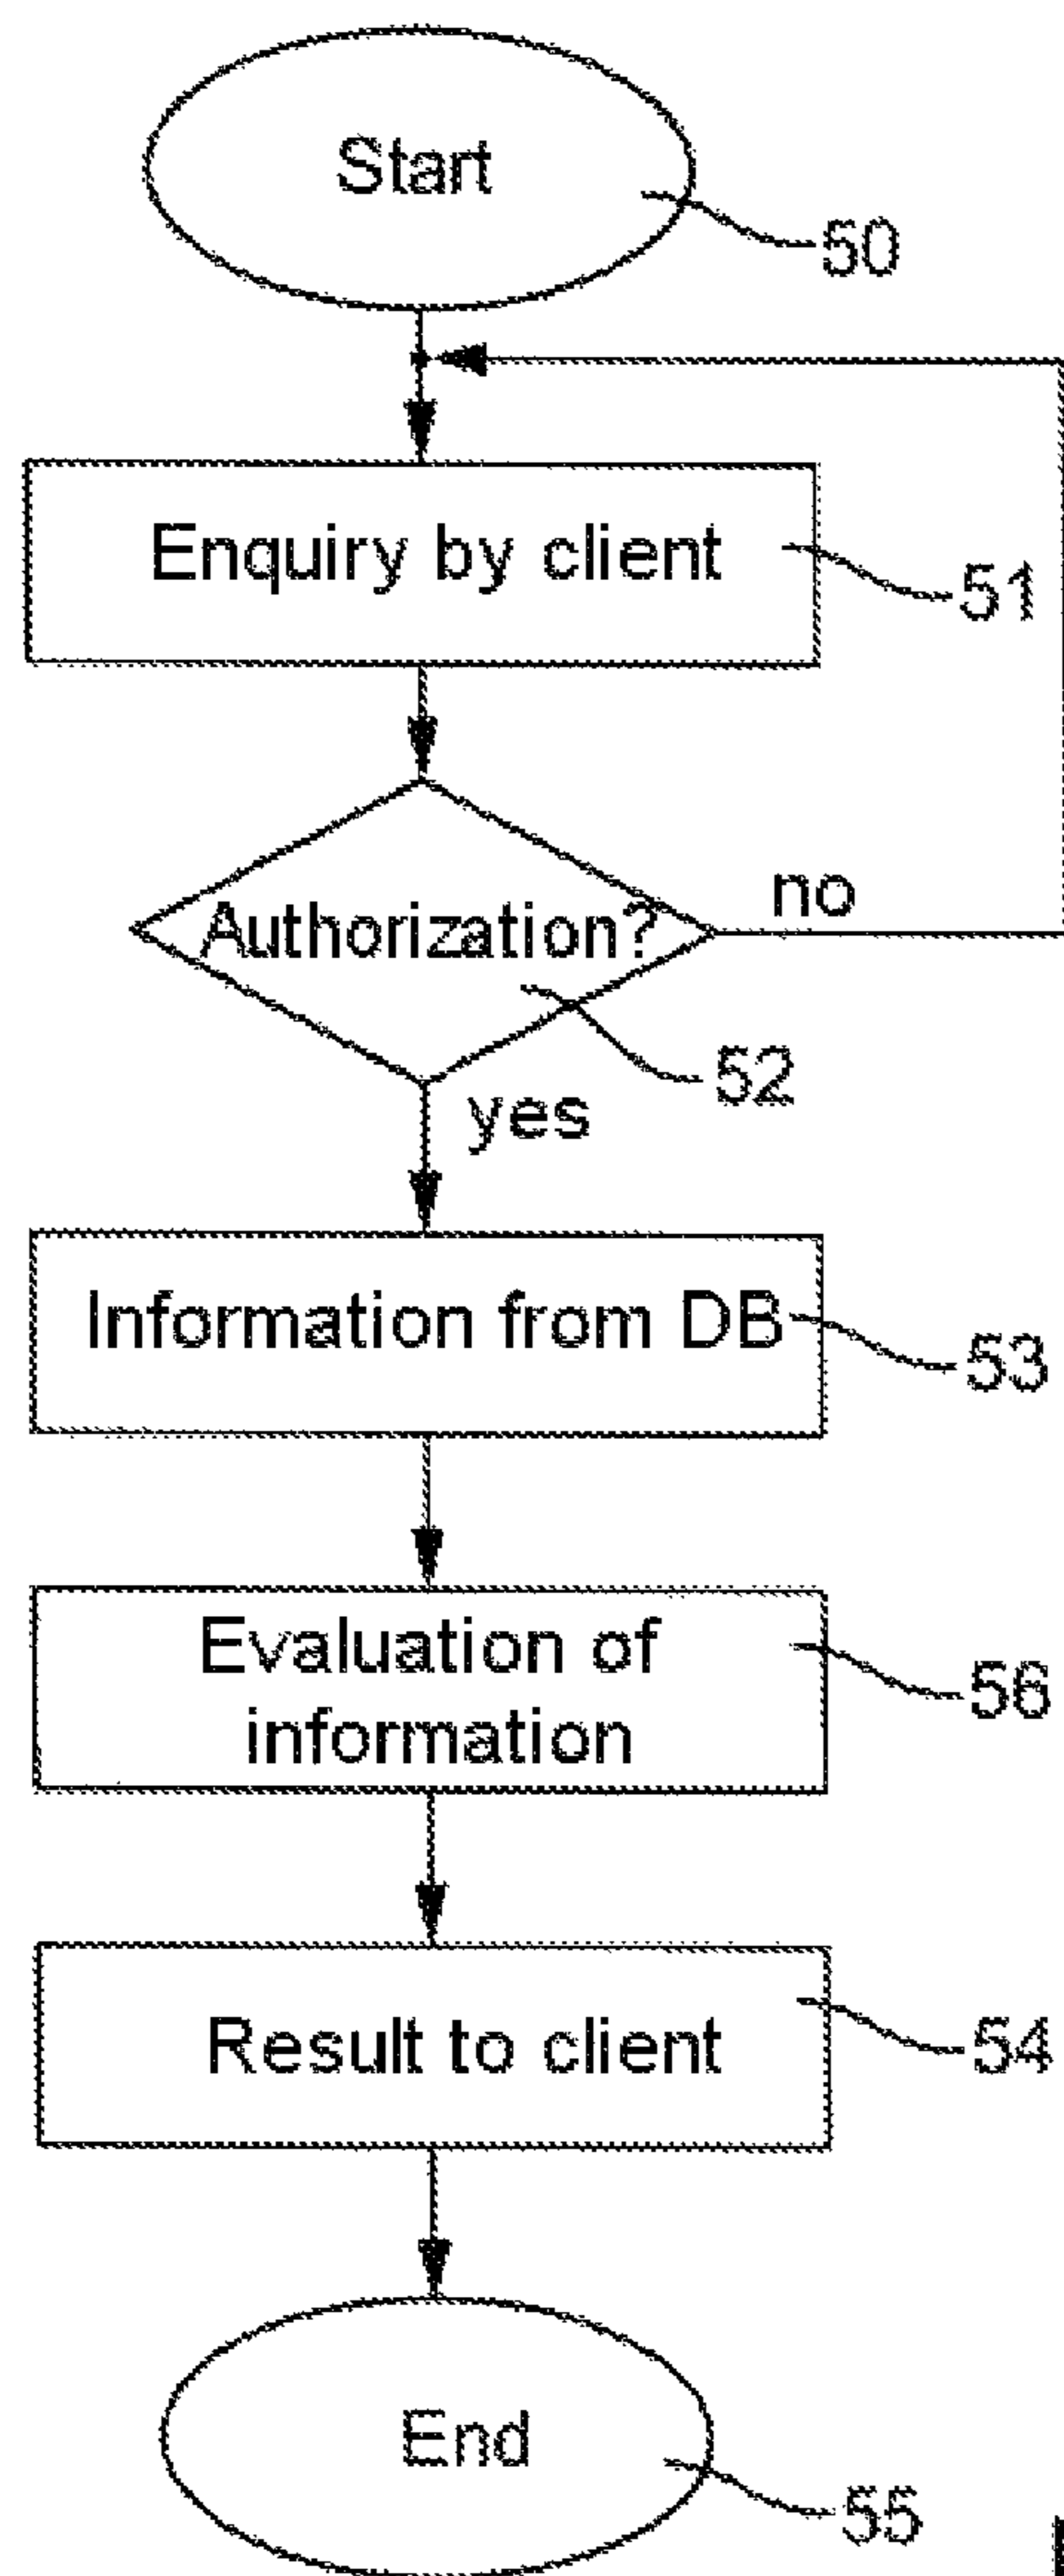 Start
50
Enquiry by client
51
Authorization?
no
52
yes
Information from DB
53
Evaluation of
information
56
Result to client
54
End
55